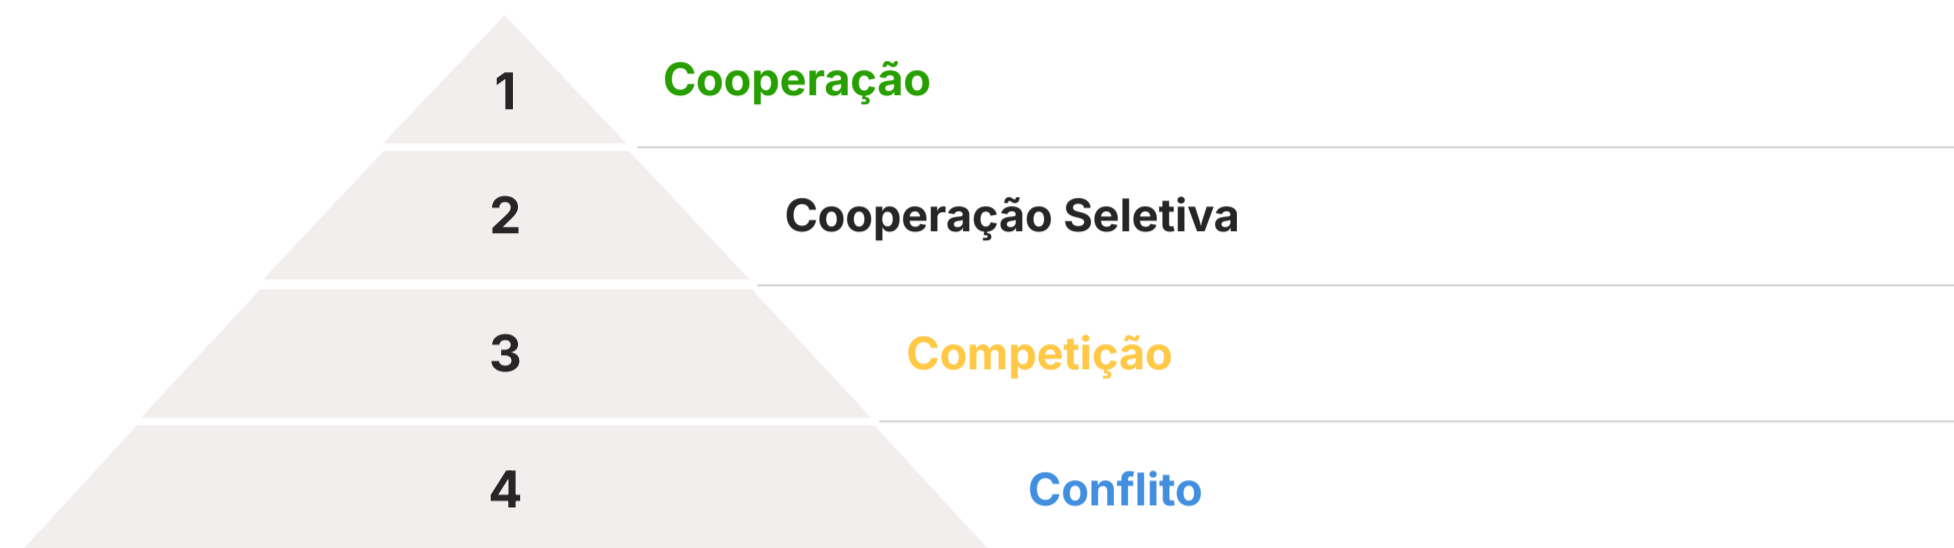 1
Cooperação
2
Cooperação Seletiva
3
Competição
4
Conflito